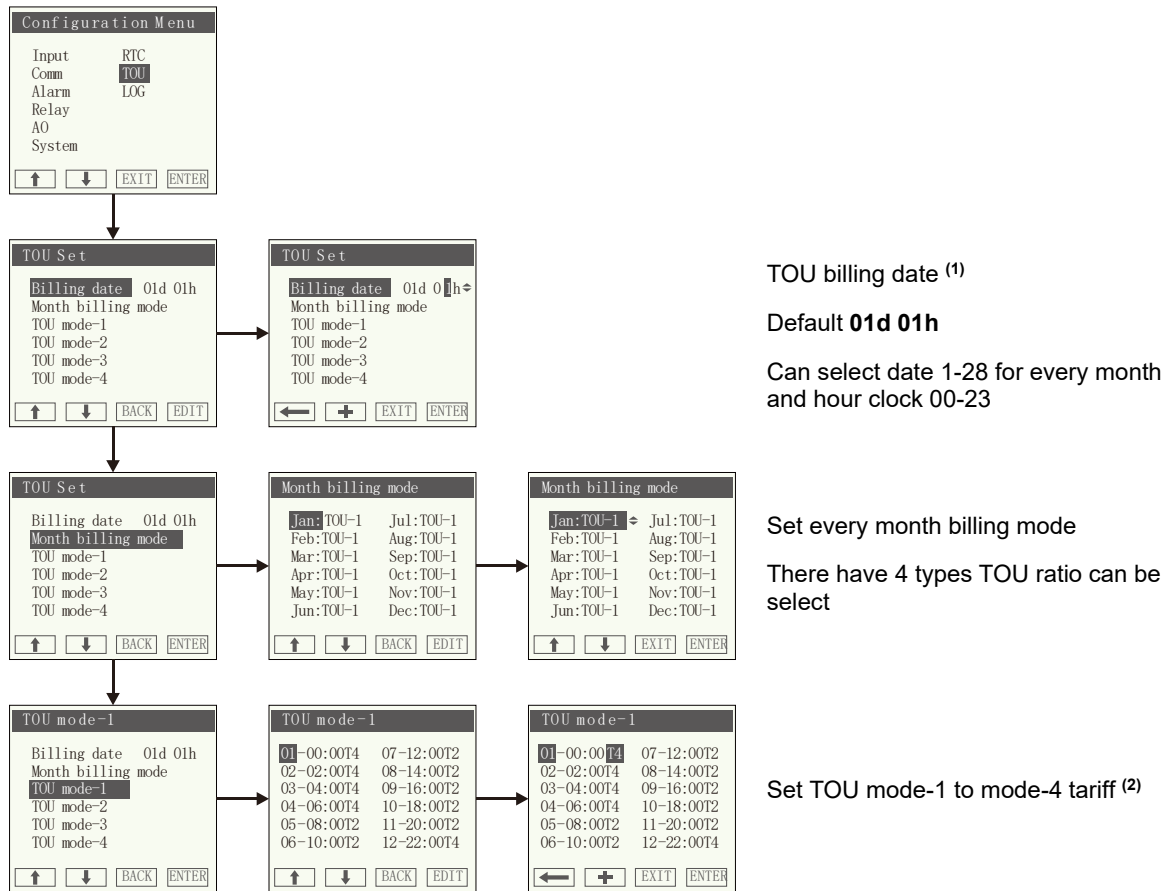 Configuration Menu
Input RTC
Comm TOU
Alarm LOG
Relay
AO
System
EXIT ENTER
TOU Set
Billing date 01d 01h
Month billing mode
TOU mode-1
TOU mode-2
TOU mode-3
TOU mode-4
BACK EDIT
TOU Set
Billing date 01d 01h
Month billing mode
TOU mode-1
TOU mode-2
TOU mode-3
TOU mode-4
EXIT ENTER
TOU billing date (1)
Default 01d 01h
Can select date 1-28 for every month
and hour clock 00-23
TOU Set
Billing date 01d 01h
Month billing mode
TOU mode-1
TOU mode-2
TOU mode-3
TOU mode-4
BACK ENTER
Month billing mode
Jan:TOU-1 Jul:TOU-1
Feb:TOU-1 Aug:TOU-1
Mar:TOU-1 Sep:TOU-1
Apr:TOU-1 Oct:TOU-1
May:TOU-1 Nov:TOU-1
Jun:TOU-1 Dec:TOU-1
BACK EDIT
Month billing mode
Jan:TOU-1 Jul:TOU-1
Feb:TOU-1 Aug:TOU-1
Mar:TOU-1 Sep:TOU-1
Apr:TOU-1 Oct:TOU-1
May:TOU-1 Nov:TOU-1
Jun:TOU-1 Dec:TOU-1
EXIT ENTER
Set every month billing mode
There have 4 types TOU ratio can be
select
TOU mode-1
Billing date 01d 01h
Month billing mode
TOU mode-1
TOU mode-2
TOU mode-3
TOU mode-4
BACK ENTER
TOU mode-1
01-00:00T4 07-12:00T2
02-02:00T4 08-14:00T2
03-04:00T4 09-16:00T2
04-06:00T4 10-18:00T2
05-08:00T2 11-20:00T2
06-10:00T2 12-22:00T4
BACK EDIT
TOU mode-1
01-00:00T4 07-12:00T2
02-02:00T4 08-14:00T2
03-04:00T4 09-16:00T2
04-06:00T4 10-18:00T2
05-08:00T2 11-20:00T2
06-10:00T2 12-22:00T4
EXIT ENTER
Set TOU mode-1 to mode-4 tariff (2)